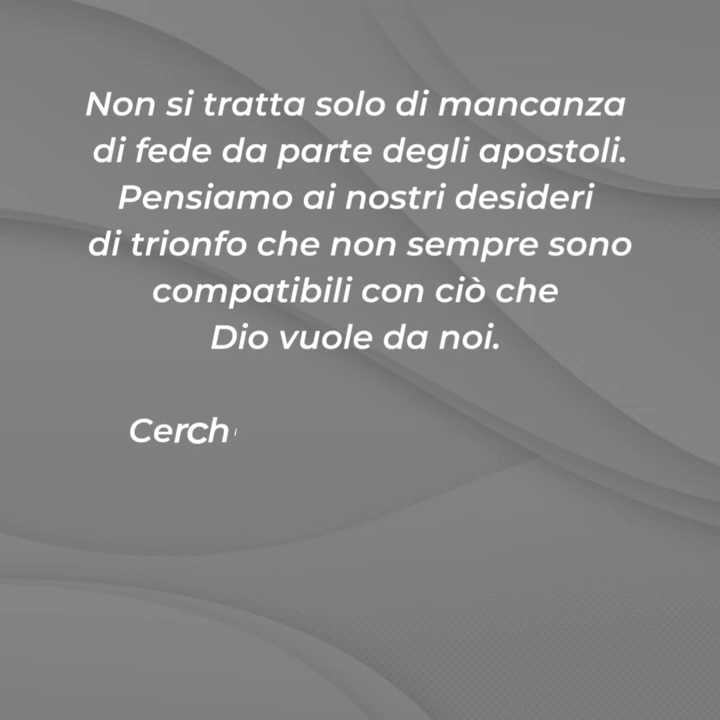 Non si tratta solo di mancanza
di fede da parte degli apostoli.
Pensiamo ai nostri desideri
di trionfo che non sempre sono
compatibili con ciò che
Dio vuole da noi.
Cerchi